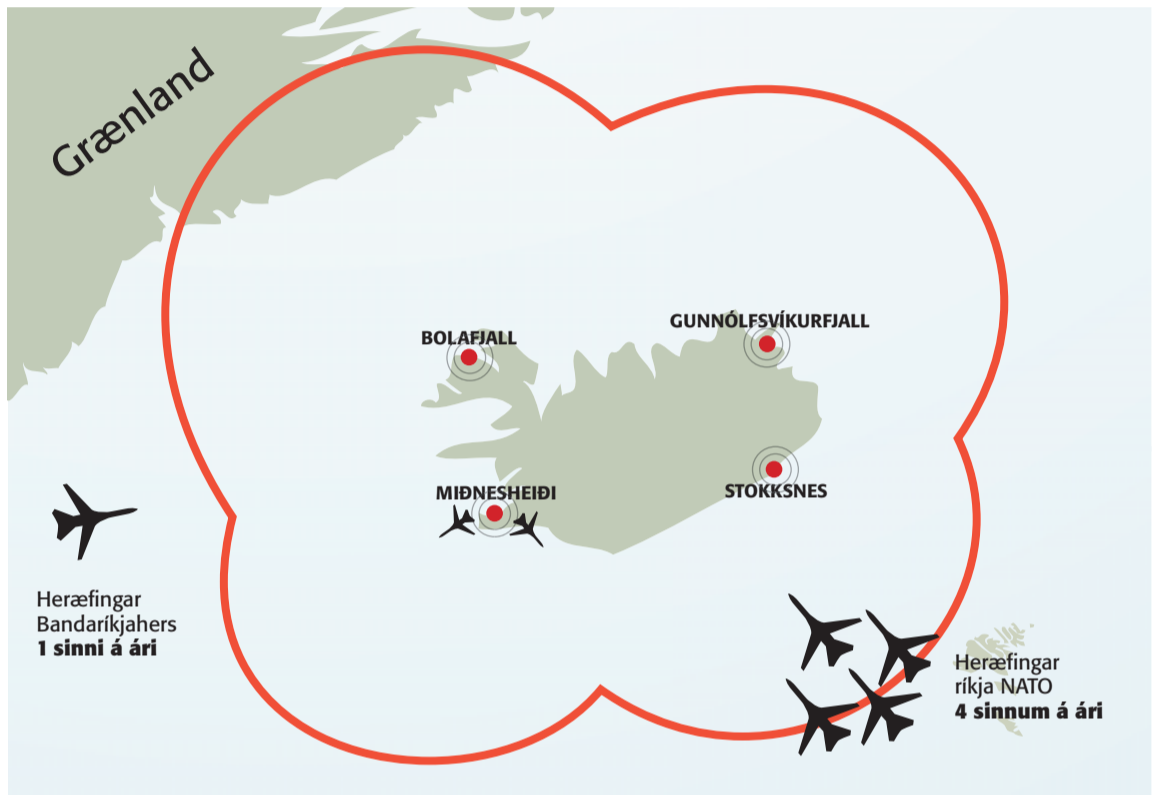 Grænland
BOLAFJALL
GUNNÓLFSVÍKURFJALL
MIÐNESHEIÐI
STOKKSNES
Heræfingar
Bandaríkjahers
1 sinni á ári
Heræfingar
ríkja NATO
4 sinnum á ári